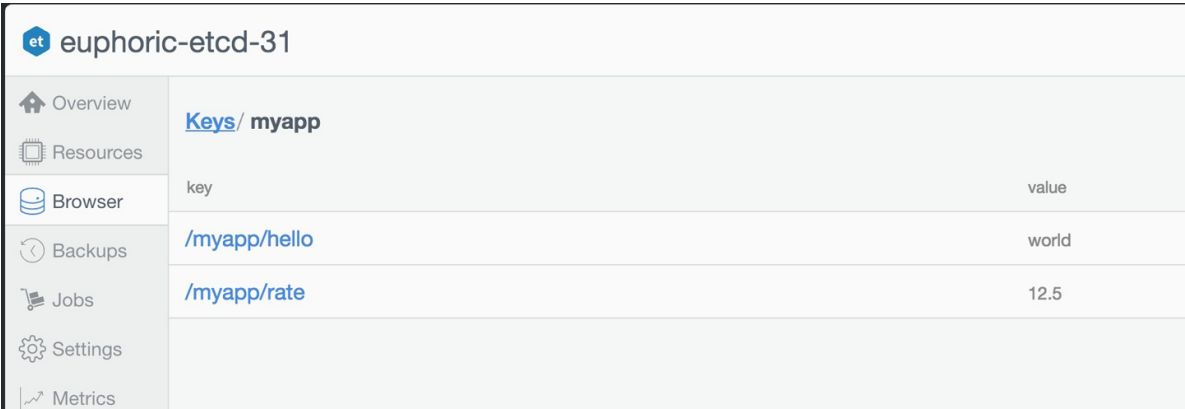 et euphoric-etcd-31
Overview
Resources
Browser
Backups
Jobs
Settings
Metrics
Keys/ myapp
key value
/myapp/hello world
/myapp/rate 12.5